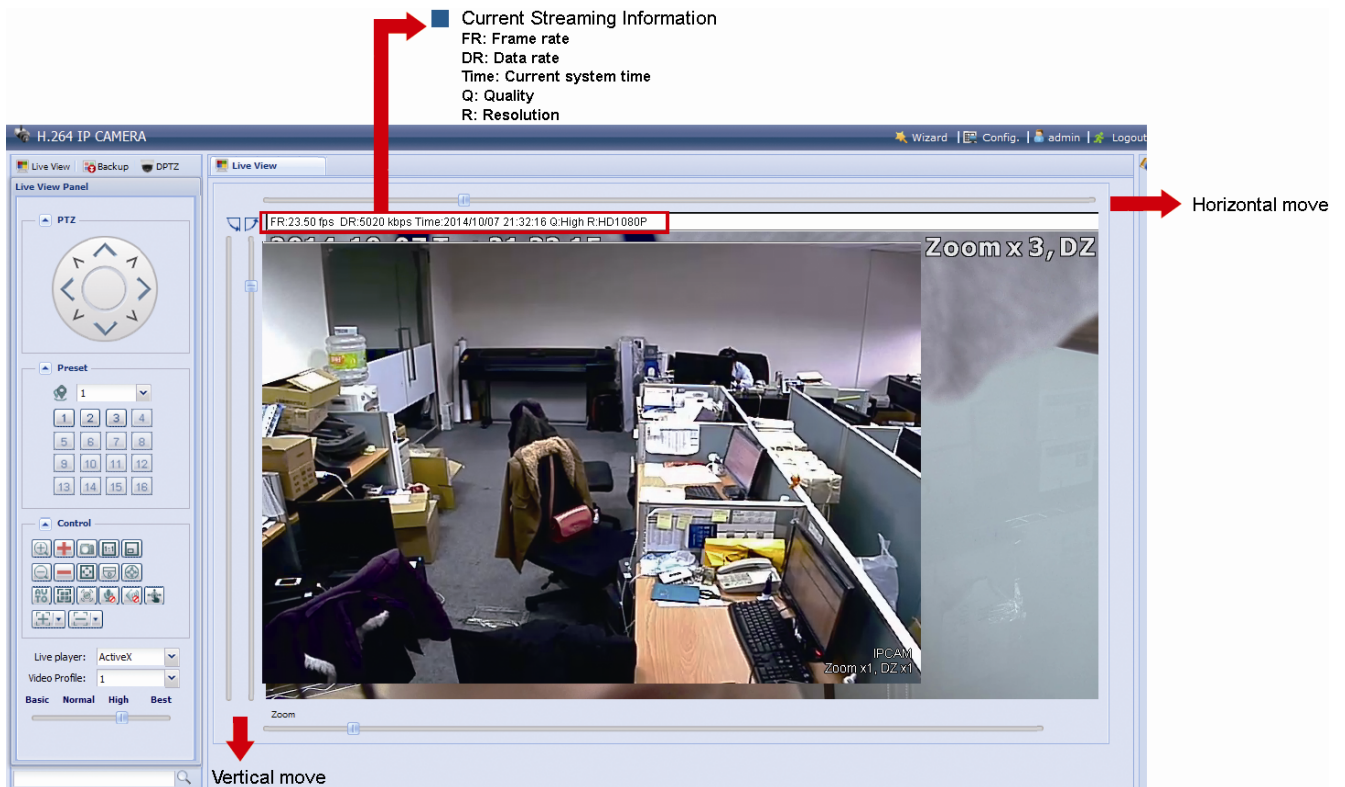 Current Streaming Information
FR: Frame rate
DR: Data rate
Time: Current system time
Q: Quality
R: Resolution
H.264 IP CAMERA
Wizard | Config. | admin | Logout
Live View Backup DPTZ
Live View
Live View Panel
Horizontal move
PTZ
FR:23.50 fps DR:5020 kbps Time:2014/10/07 21:32:16 Q:High R:HD1080P
Zoom x 3, DZ
Preset
1
1 2 3 4
5 6 7 8
9 10 11 12
13 14 15 16
Control
1:1
AU
TO
IPCAM
Zoom x1, DZ x1
Live player: ActiveX
Video Profile: 1
Basic Normal High Best
Zoom
Vertical move